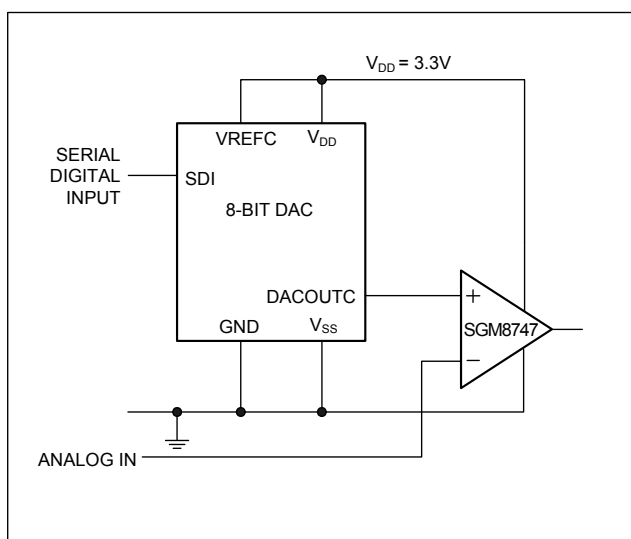 V_DD = 3.3V
VREFC V_DD
SERIAL
DIGITAL
INPUT
SDI
8-BIT DAC
DACOUTC
GND V_SS
+
SGM8747
−
ANALOG IN